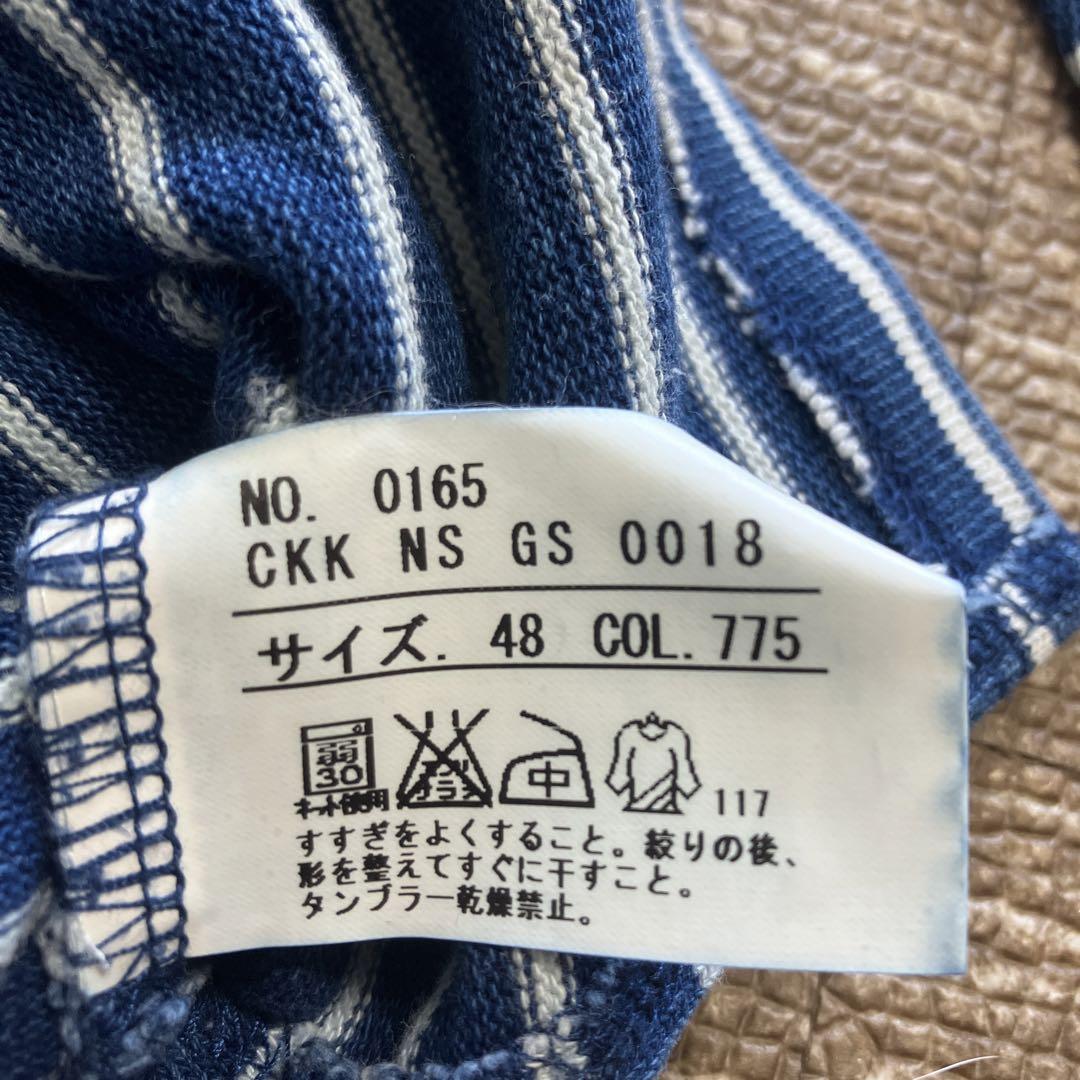 NO. 0165
CKK NS GS 0018
サイズ. 48 COL. 775
弱 30 中 117
ネット使用
すすぎをよくすること。絞りの後、
形を整えてすぐに干すこと。
タンブラー乾燥禁止。